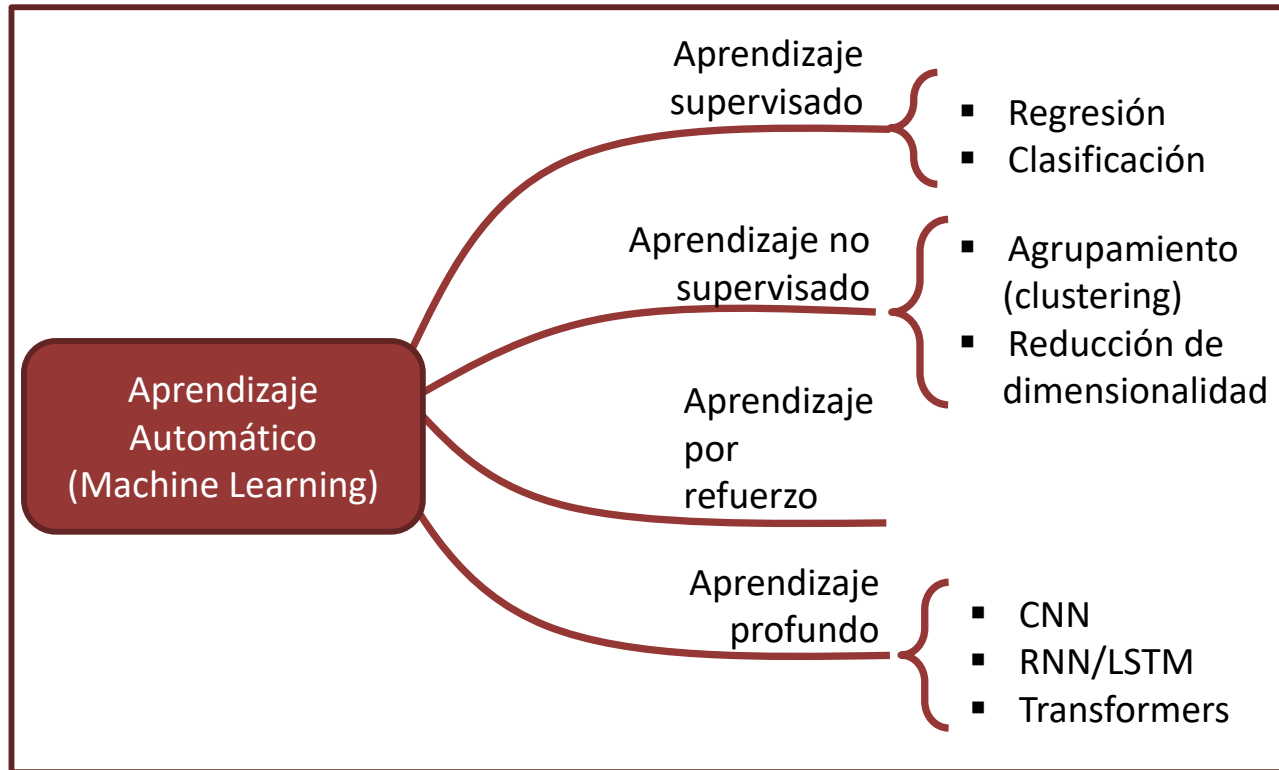 Aprendizaje
Automático
(Machine Learning)
Aprendizaje
supervisado
▪ Regresión
▪ Clasificación
Aprendizaje no
supervisado
▪ Agrupamiento
(clustering)
▪ Reducción de
dimensionalidad
Aprendizaje
por
refuerzo
Aprendizaje
profundo
▪ CNN
▪ RNN/LSTM
▪ Transformers